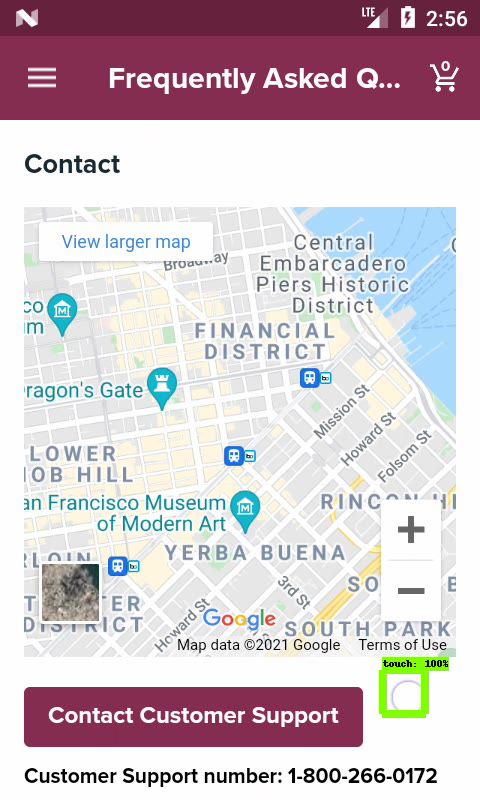 LTE 2:56
Frequently Asked Q... 0
Contact
View larger map
Broadway
Central
Embarcadero
Piers Historic
District
co
m
FINANCIAL
DISTRICT
ragon's Gate
Mission St
Howard St
Folsom St
LOWER
OB HILL
an Francisco Museum
of Modern Art
RINCON HI
YERBA BUENA
3rd St
SO
TER
DISTRICT
Howard St
Google
SOUTH PARK
Map data ©2021 Google Terms of Use
touch: 100%
Contact Customer Support
Customer Support number: 1-800-266-0172